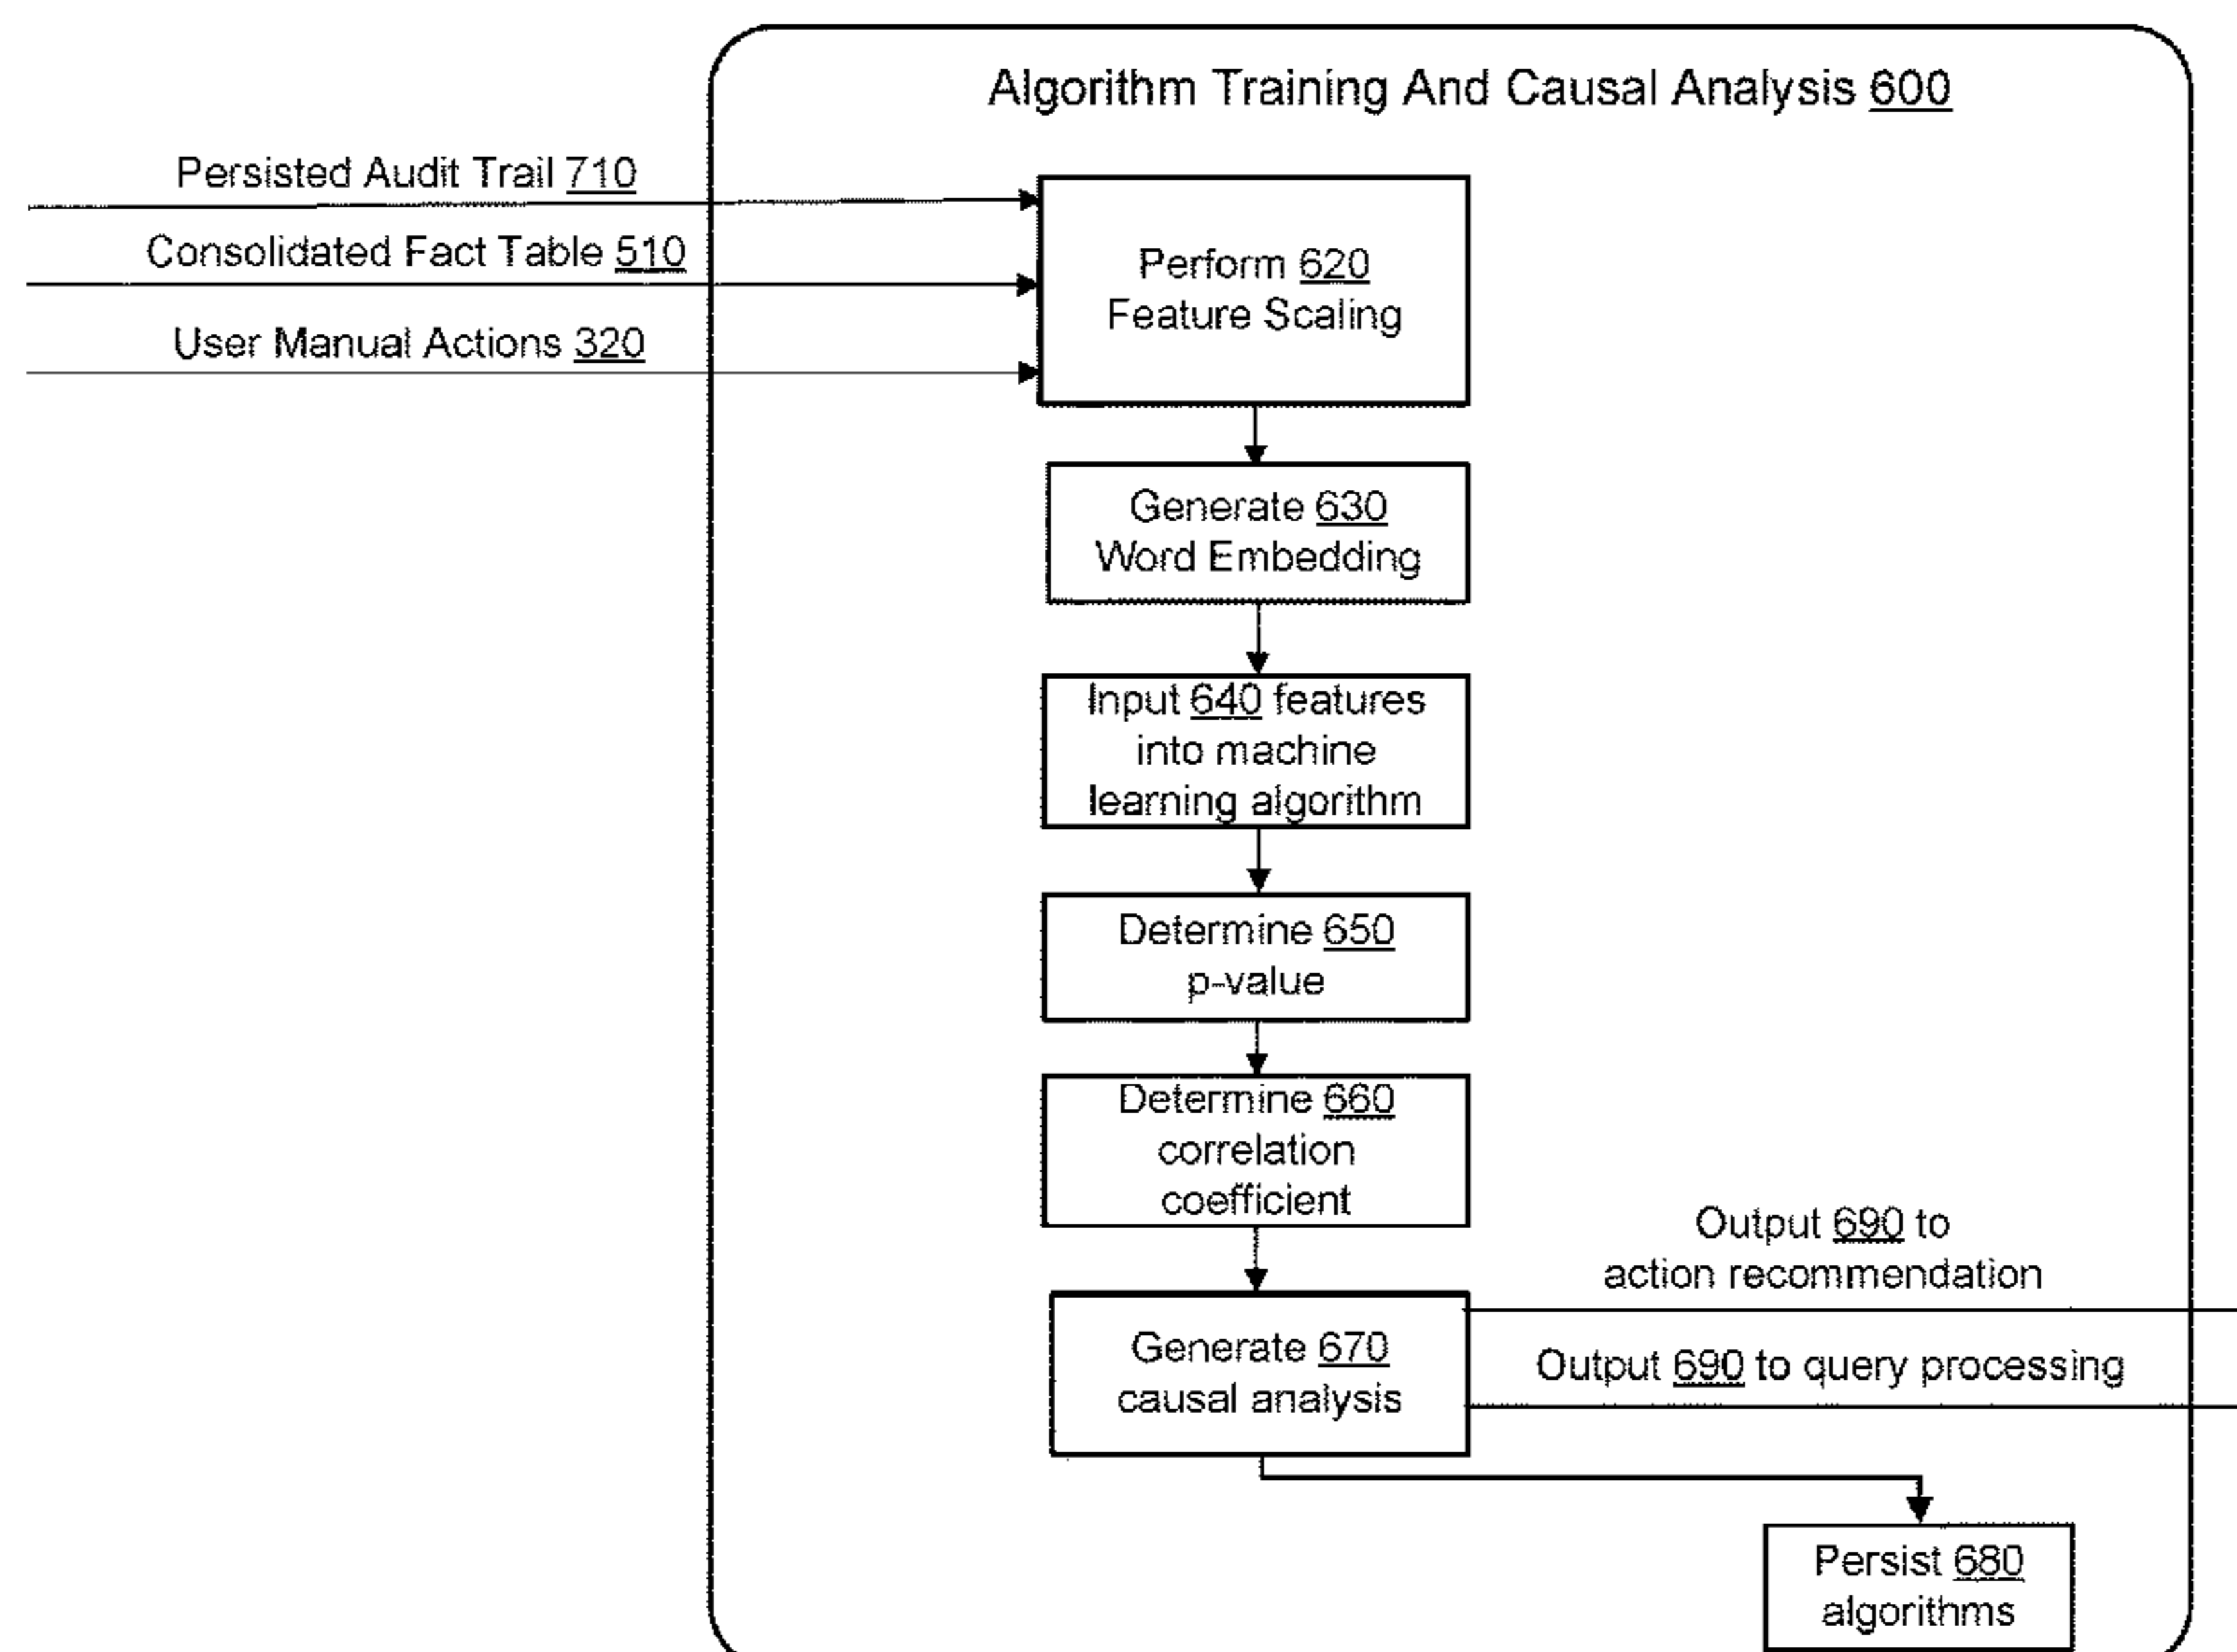 Algorithm Training And Causal Analysis 600
Persisted Audit Trail 710
Consolidated Fact Table 510
User Manual Actions 320
Perform 620
Feature Scaling
Generate 630
Word Embedding
Input 640 features
into machine
learning algorithm
Determine 650
p-value
Determine 660
correlation
coefficient
Output 690 to
action recommendation
Generate 670
causal analysis
Output 690 to query processing
Persist 680
algorithms